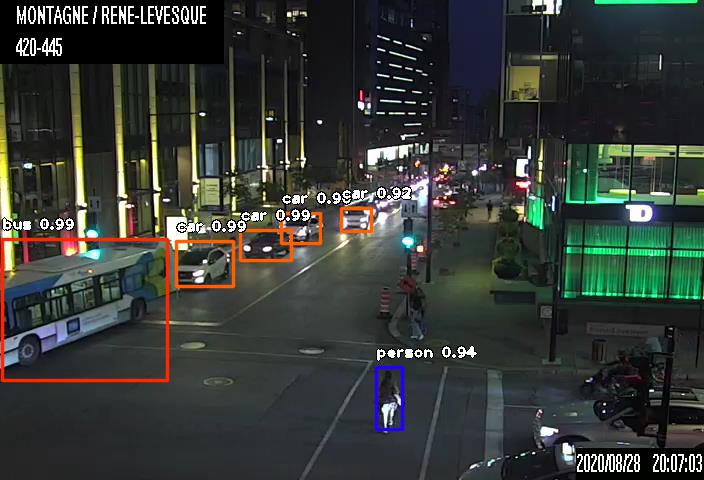 MONTAGNE / RENE-LEVESQUE
420-445
car 0.92
car 0.99
car 0.99
car 0.99
bus 0.99
TD
person 0.94
2020/08/28 20:07:03